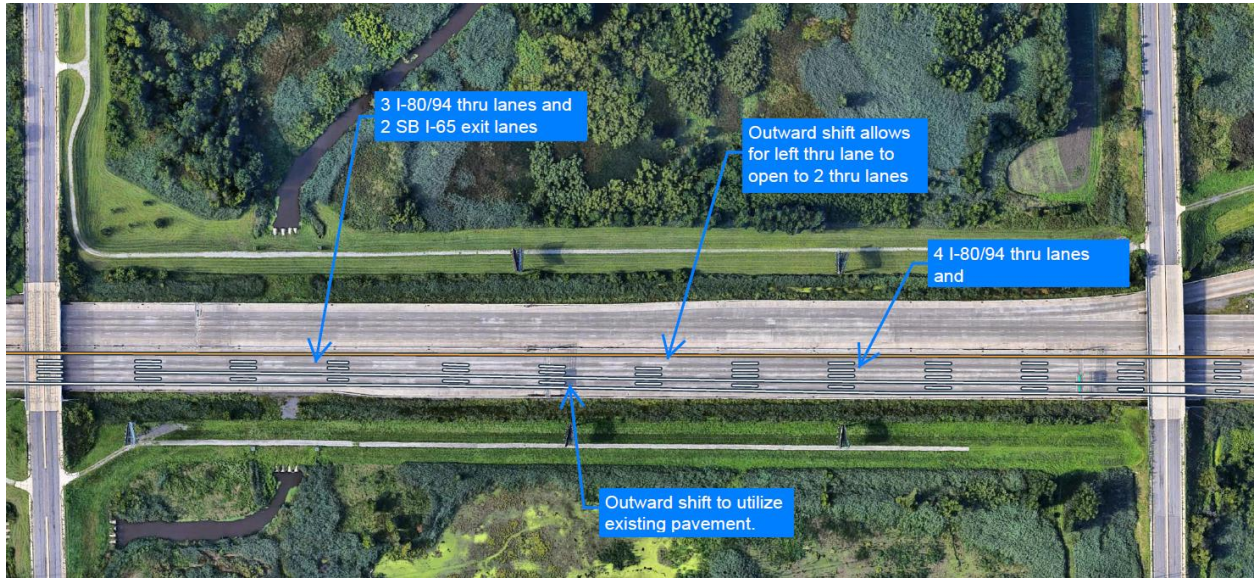 3 I-80/94 thru lanes and
2 SB I-65 exit lanes
Outward shift allows
for left thru lane to
open to 2 thru lanes
4 I-80/94 thru lanes
and
Outward shift to utilize
existing pavement.